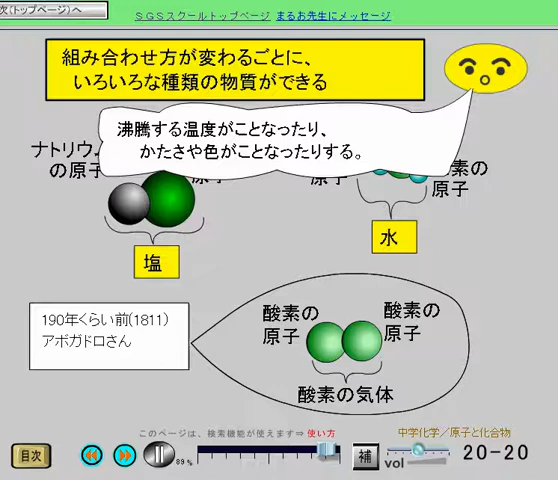 次(トップページ)へ
SGSスクールトップページ まるお先生にメッセージ
組み合わせ方が変わるごとに、
いろいろな種類の物質ができる
沸騰する温度がことなったり、
かたさや色がことなったりする。
ナトリウ
の原子
原子
原子
素の
原子
塩
水
190年くらい前(1811)
アボガドロさん
酸素の
原子
酸素の
原子
酸素の気体
このページは、検索機能が使えます⇒ 使い方
中学化学/原子と化合物
目次
89%
補
vol
20-20